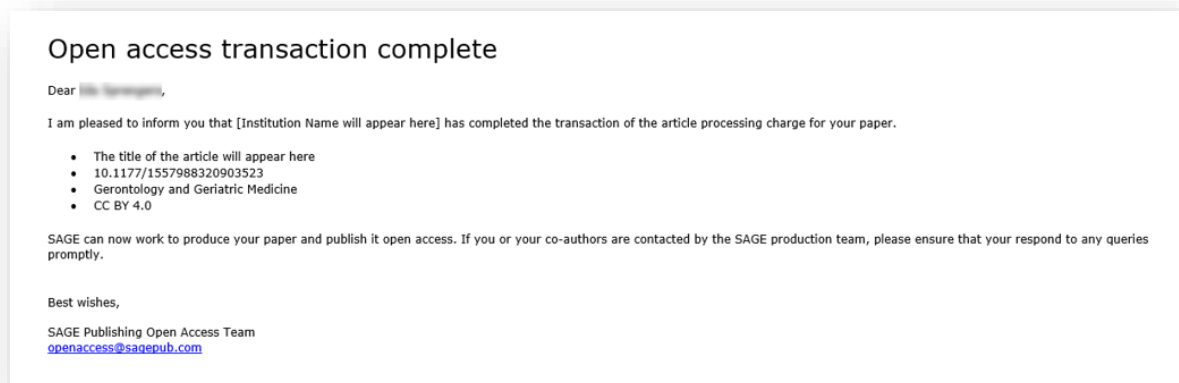 Open access transaction complete
Dear ,
I am pleased to inform you that [Institution Name will appear here] has completed the transaction of the article processing charge for your paper.
• The title of the article will appear here
• 10.1177/1557988320903523
• Gerontology and Geriatric Medicine
• CC BY 4.0
SAGE can now work to produce your paper and publish it open access. If you or your co-authors are contacted by the SAGE production team, please ensure that your respond to any queries
promptly.
Best wishes,
SAGE Publishing Open Access Team
openaccess@sagepub.com